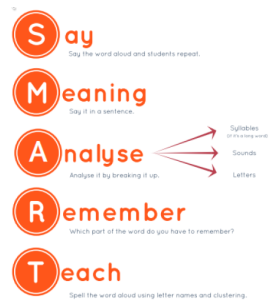 Say
Say the word aloud and students repeat.
Meaning
Say it in a sentence.
Analyse
Analyse it by breaking it up.
Syllables
(if it's a long word)
Sounds
Letters
Remember
Which part of the word do you have to remember?
Teach
Spell the word aloud using letter names and clustering.